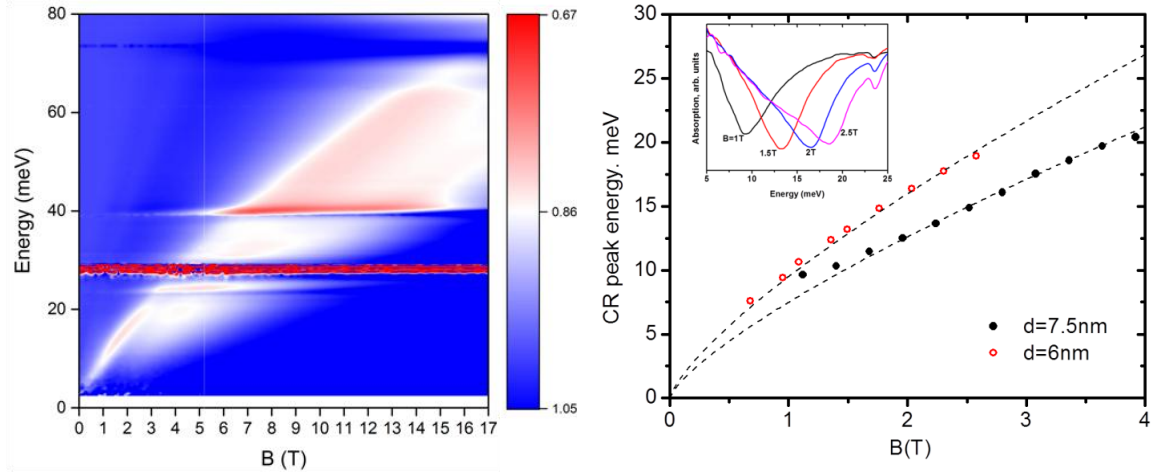 80
60
40
20
0
Energy (meV)
0 1 2 3 4 5 6 7 8 9 10 11 12 13 14 15 16 17
B (T)
0.67
0.86
1.05
30
25
20
15
10
5
0
CR peak energy. meV
0 1 2 3 4
B(T)
d=7.5nm
d=6nm
Absorption, arb. units
B=1T
1.5T
2T
2.5T
5 10 15 20 25
Energy (meV)